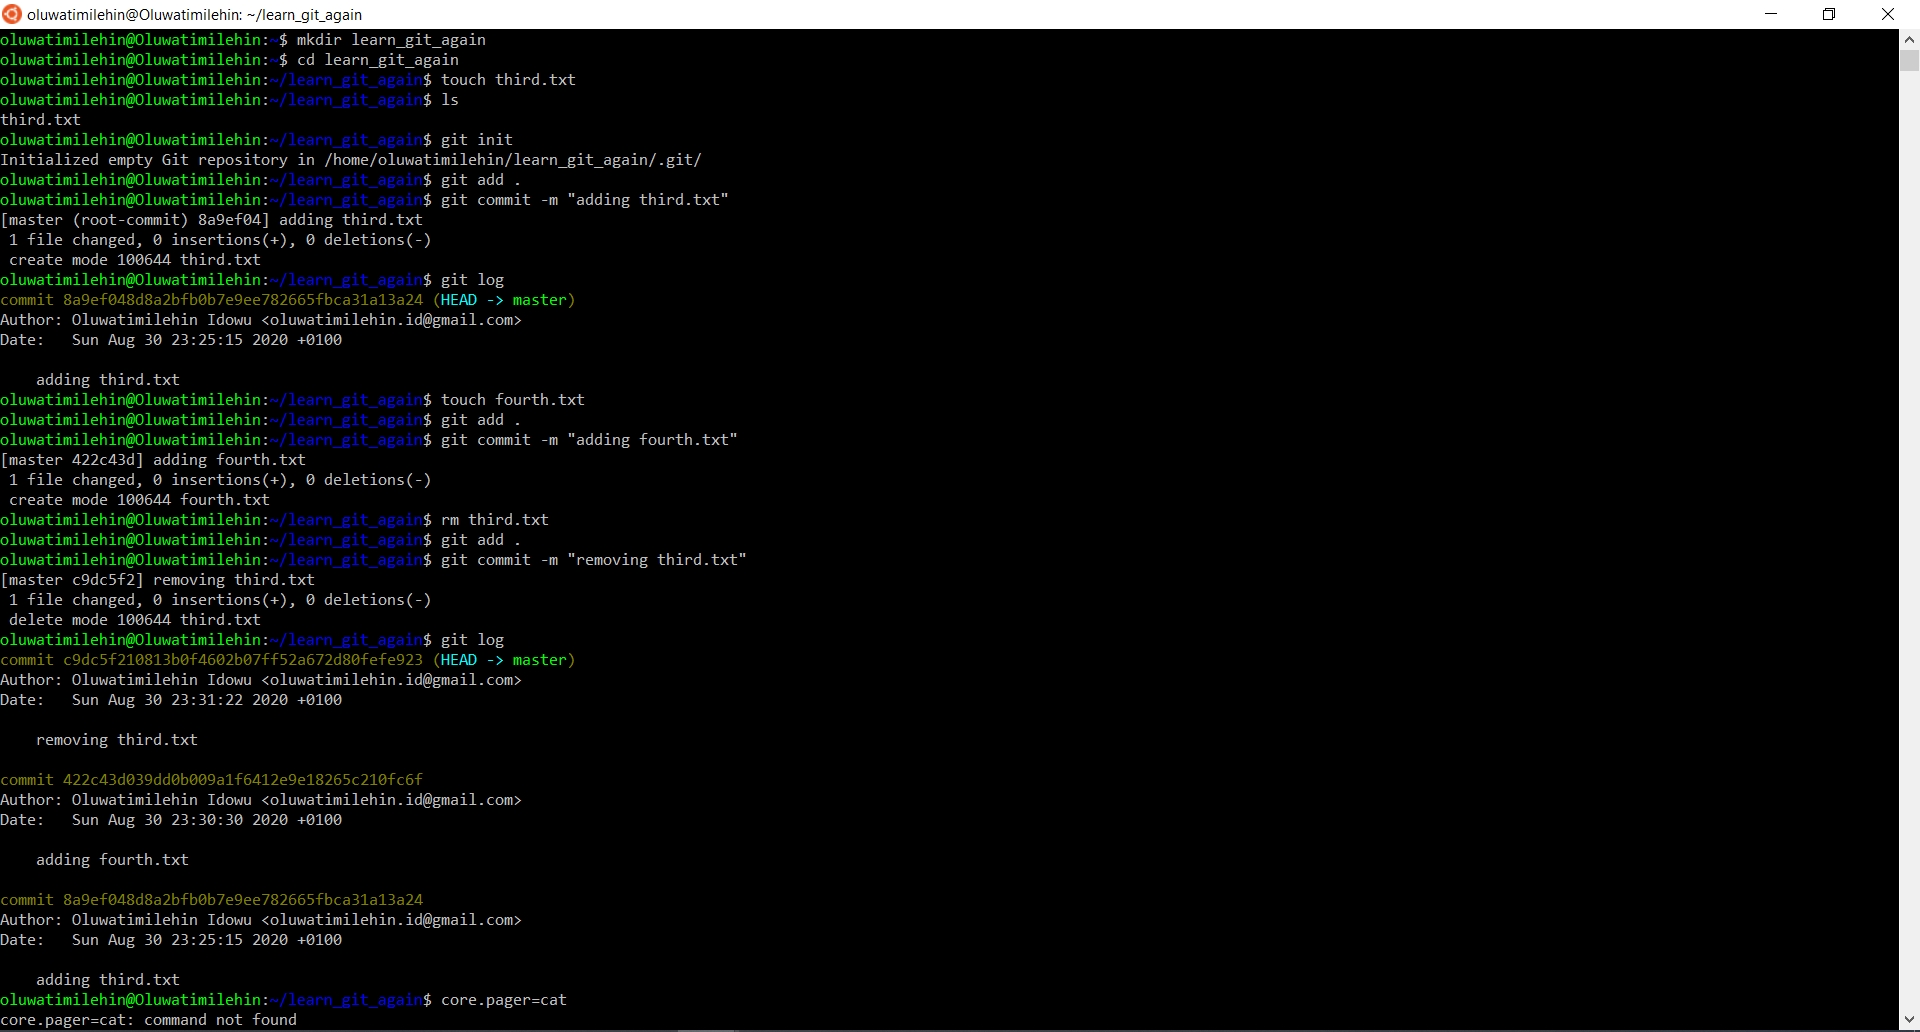 oluwatimilehin@Oluwatimilehin: ~/learn_git_again
oluwatimilehin@Oluwatimilehin:~$ mkdir learn_git_again
oluwatimilehin@Oluwatimilehin:~$ cd learn_git_again
oluwatimilehin@Oluwatimilehin:~/learn_git_again$ touch third.txt
oluwatimilehin@Oluwatimilehin:~/learn_git_again$ ls
third.txt
oluwatimilehin@Oluwatimilehin:~/learn_git_again$ git init
Initialized empty Git repository in /home/oluwatimilehin/learn_git_again/.git/
oluwatimilehin@Oluwatimilehin:~/learn_git_again$ git add .
oluwatimilehin@Oluwatimilehin:~/learn_git_again$ git commit -m "adding third.txt"
[master (root-commit) 8a9ef04] adding third.txt
 1 file changed, 0 insertions(+), 0 deletions(-)
 create mode 100644 third.txt
oluwatimilehin@Oluwatimilehin:~/learn_git_again$ git log
commit 8a9ef048d8a2bfb0b7e9ee782665fbca31a13a24 (HEAD -> master)
Author: Oluwatimilehin Idowu <oluwatimilehin.id@gmail.com>
Date:   Sun Aug 30 23:25:15 2020 +0100
    adding third.txt
oluwatimilehin@Oluwatimilehin:~/learn_git_again$ touch fourth.txt
oluwatimilehin@Oluwatimilehin:~/learn_git_again$ git add .
oluwatimilehin@Oluwatimilehin:~/learn_git_again$ git commit -m "adding fourth.txt"
[master 422c43d] adding fourth.txt
 1 file changed, 0 insertions(+), 0 deletions(-)
 create mode 100644 fourth.txt
oluwatimilehin@Oluwatimilehin:~/learn_git_again$ rm third.txt
oluwatimilehin@Oluwatimilehin:~/learn_git_again$ git add .
oluwatimilehin@Oluwatimilehin:~/learn_git_again$ git commit -m "removing third.txt"
[master c9dc5f2] removing third.txt
 1 file changed, 0 insertions(+), 0 deletions(-)
 delete mode 100644 third.txt
oluwatimilehin@Oluwatimilehin:~/learn_git_again$ git log
commit c9dc5f210813b0f4602b07ff52a672d80fefe923 (HEAD -> master)
Author: Oluwatimilehin Idowu <oluwatimilehin.id@gmail.com>
Date:   Sun Aug 30 23:31:22 2020 +0100
    removing third.txt
commit 422c43d039dd0b009a1f6412e9e18265c210fc6f
Author: Oluwatimilehin Idowu <oluwatimilehin.id@gmail.com>
Date:   Sun Aug 30 23:30:30 2020 +0100
    adding fourth.txt
commit 8a9ef048d8a2bfb0b7e9ee782665fbca31a13a24
Author: Oluwatimilehin Idowu <oluwatimilehin.id@gmail.com>
Date:   Sun Aug 30 23:25:15 2020 +0100
    adding third.txt
oluwatimilehin@Oluwatimilehin:~/learn_git_again$ core.pager=cat
core.pager=cat: command not found